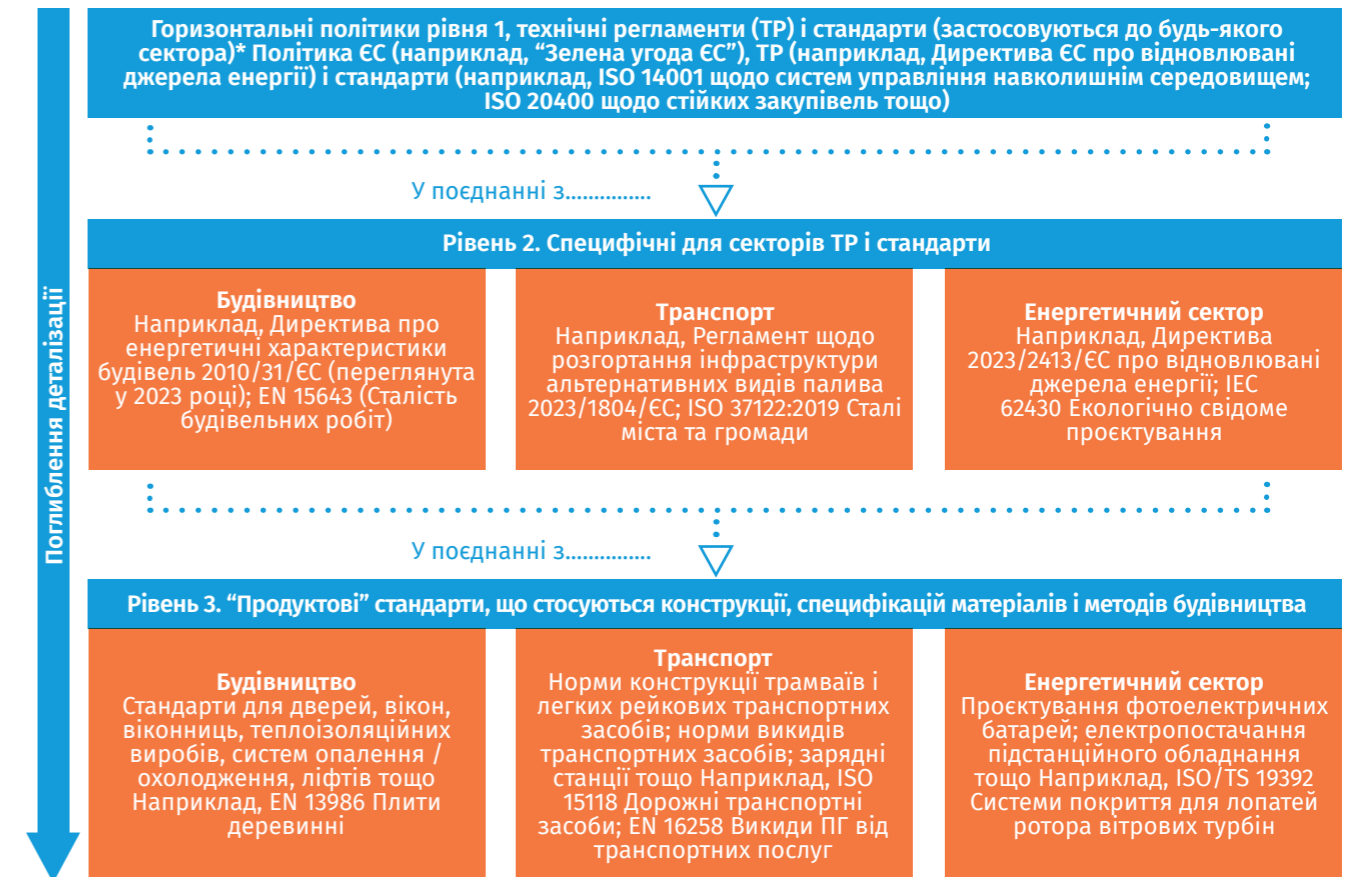 Горизонтальні політики рівня 1, технічні регламенти (ТР) і стандарти (застосовуються до будь-якого
сектора)* Політика ЄС (наприклад, “Зелена угода ЄС”), ТР (наприклад, Директива ЄС про відновлювані
джерела енергії) і стандарти (наприклад, ISO 14001 щодо систем управління навколишнім середовищем;
ISO 20400 щодо стійких закупівель тощо)
У поєднанні з...............
Рівень 2. Специфічні для секторів ТР і стандарти
Будівництво
Наприклад, Директива про
енергетичні характеристики
будівель 2010/31/ЄС (переглянута
у 2023 році); EN 15643 (Сталість
будівельних робіт)
Транспорт
Наприклад, Регламент щодо
розгортання інфраструктури
альтернативних видів палива
2023/1804/ЄС; ISO 37122:2019 Сталі
міста та громади
Енергетичний сектор
Наприклад, Директива
2023/2413/ЄС про відновлювані
джерела енергії; IEC
62430 Екологічно свідоме
проєктування
У поєднанні з...............
Рівень 3. “Продуктові” стандарти, що стосуються конструкції, специфікацій матеріалів і методів будівництва
Будівництво
Стандарти для дверей, вікон,
віконниць, теплоізоляційних
виробів, систем опалення /
охолодження, ліфтів тощо
Наприклад, EN 13986 Плити
деревинні
Транспорт
Норми конструкції трамваїв і
легких рейкових транспортних
засобів; норми викидів
транспортних засобів; зарядні
станції тощо Наприклад, ISO
15118 Дорожні транспортні
засоби; EN 16258 Викиди ПГ від
транспортних послуг
Енергетичний сектор
Проєктування фотоелектричних
батарей; електропостачання
підстанційного обладнання
тощо Наприклад, ISO/TS 19392
Системи покриття для лопатей
ротора вітрових турбін
Поглиблення деталізації